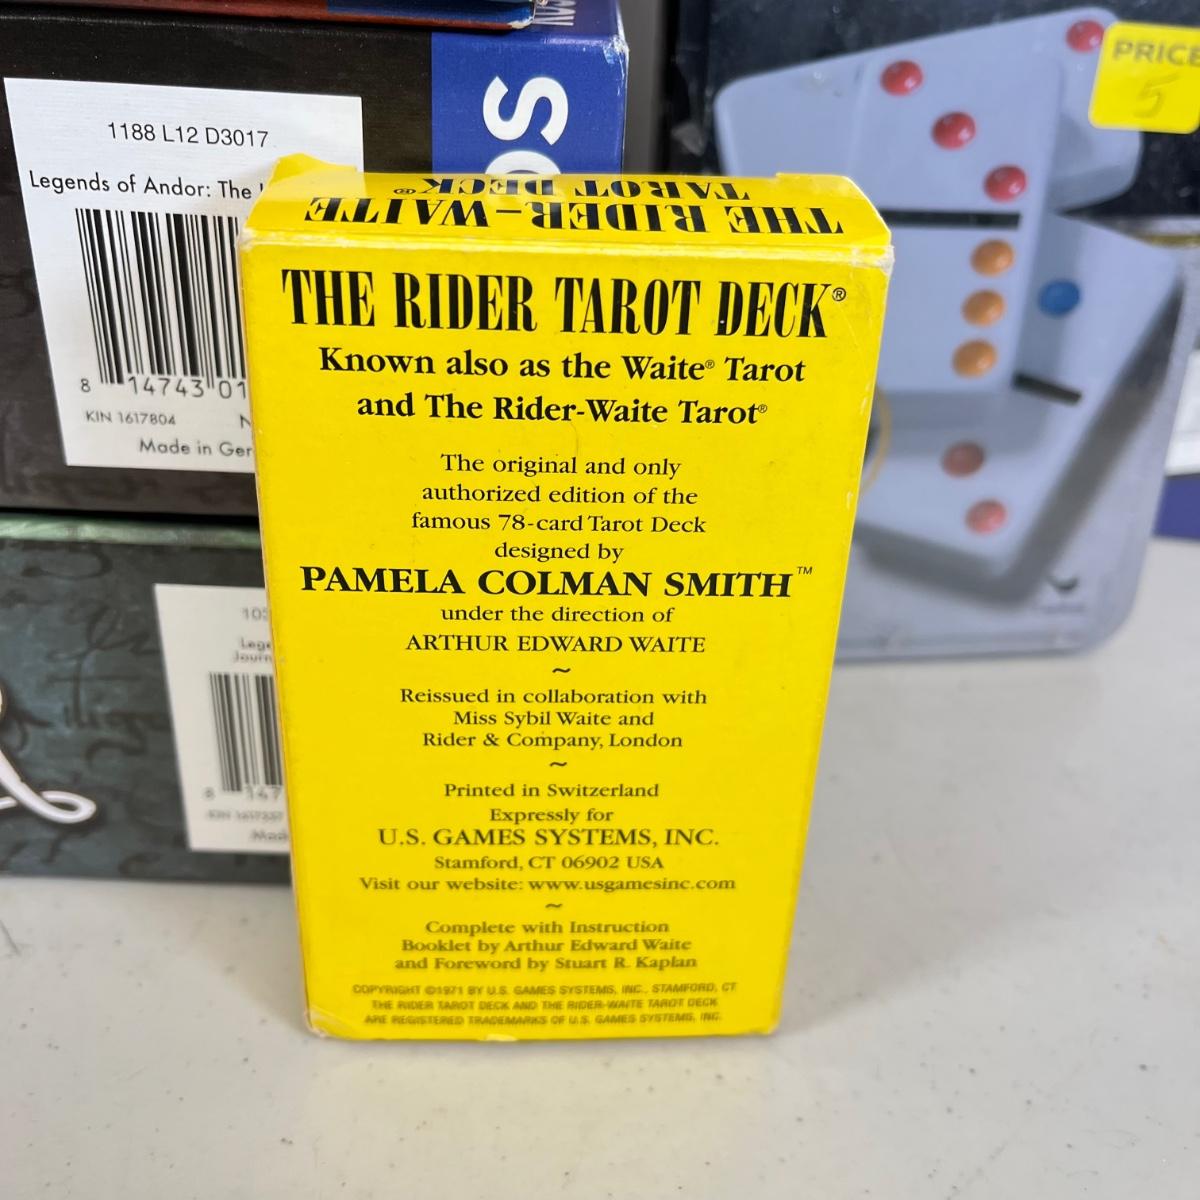 1188 L12 D3017
Legends of Andor: The
8 14743 01
KIN 1617804
Made in Ger
PRICE
5
THE RIDER-WAITE
TAROT DECK®
THE RIDER TAROT DECK®
Known also as the Waite® Tarot
and The Rider-Waite Tarot®
The original and only
authorized edition of the
famous 78-card Tarot Deck
designed by
PAMELA COLMAN SMITH™
under the direction of
ARTHUR EDWARD WAITE
~
Reissued in collaboration with
Miss Sybil Waite and
Rider & Company, London
~
Printed in Switzerland
Expressly for
U.S. GAMES SYSTEMS, INC.
Stamford, CT 06902 USA
Visit our website: www.usgamesinc.com
~
Complete with Instruction
Booklet by Arthur Edward Waite
and Foreword by Stuart R. Kaplan
COPYRIGHT ©1971 BY U.S. GAMES SYSTEMS, INC., STAMFORD, CT
THE RIDER TAROT DECK AND THE RIDER-WAITE TAROT DECK
ARE REGISTERED TRADEMARKS OF U.S. GAMES SYSTEMS, INC.
Lege
Journ
8 147